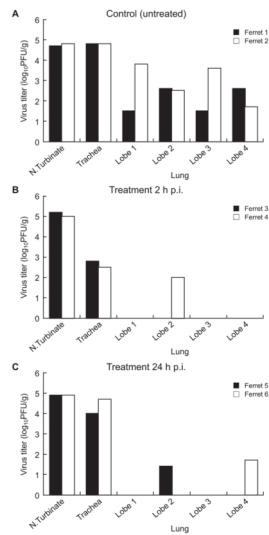 A Control (untreated)
Virus titer (log10PFU/g)
6
5
4
3
2
1
0
Ferret 1
Ferret 2
N.Turbinate Trachea Lobe 1 Lobe 2 Lobe 3 Lobe 4
Lung
B Treatment 2 h p.i.
Virus titer (log10PFU/g)
6
5
4
3
2
1
0
Ferret 3
Ferret 4
N.Turbinate Trachea Lobe 1 Lobe 2 Lobe 3 Lobe 4
Lung
C Treatment 24 h p.i.
Virus titer (log10PFU/g)
6
5
4
3
2
1
0
Ferret 5
Ferret 6
N.Turbinate Trachea Lobe 1 Lobe 2 Lobe 3 Lobe 4
Lung